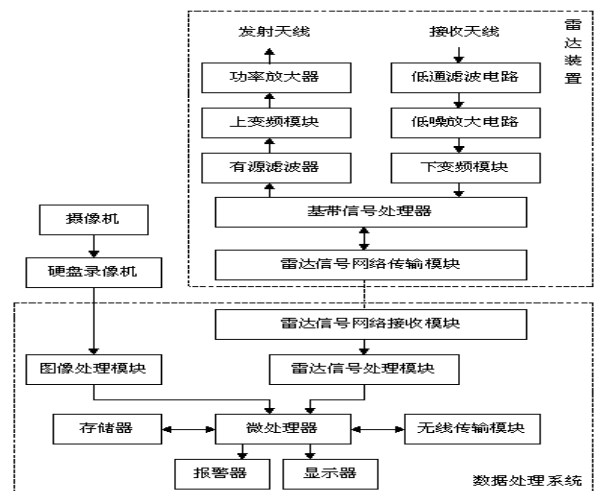 发射天线
接收天线
雷达装置
功率放大器
低通滤波电路
上变频模块
低噪放大电路
有源滤波器
下变频模块
基带信号处理器
摄像机
硬盘录像机
雷达信号网络传输模块
雷达信号网络接收模块
图像处理模块
雷达信号处理模块
存储器
微处理器
无线传输模块
报警器
显示器
数据处理系统